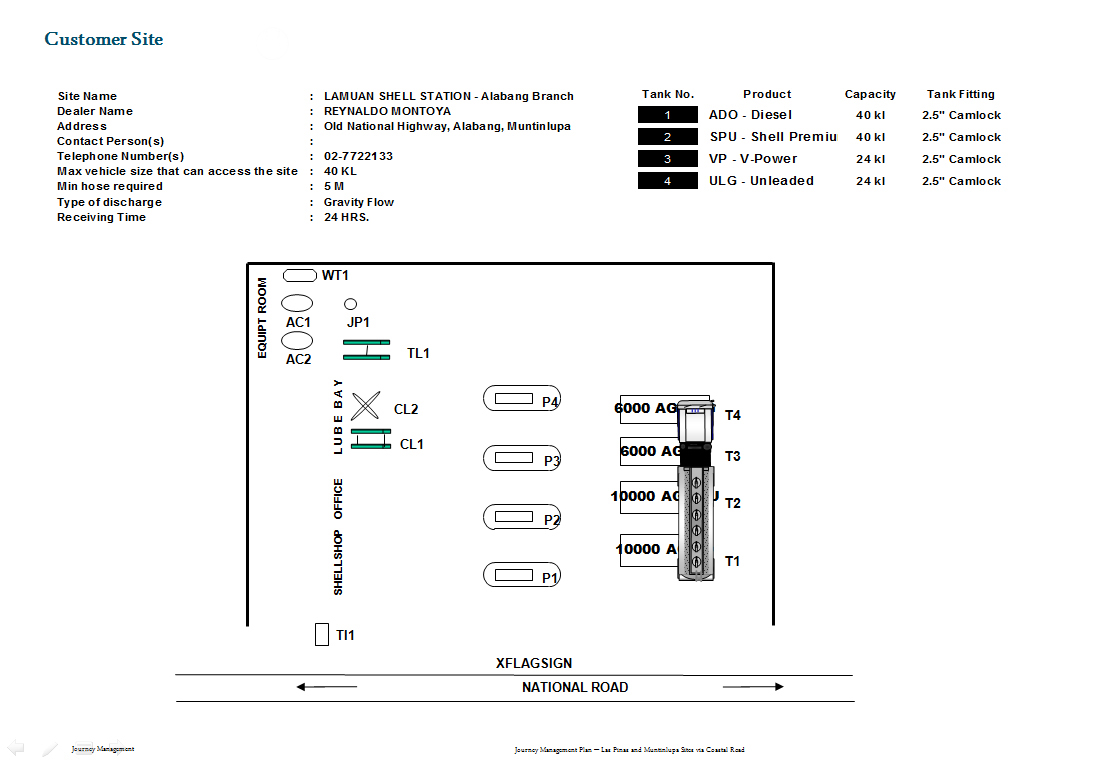 Customer Site
Site Name : LAMUAN SHELL STATION - Alabang Branch
Dealer Name : REYNALDO MONTOYA
Address : Old National Highway, Alabang, Muntinlupa
Contact Person(s) :
Telephone Number(s) : 02-7722133
Max vehicle size that can access the site : 40 KL
Min hose required : 5 M
Type of discharge : Gravity Flow
Receiving Time : 24 HRS.
Tank No. Product Capacity Tank Fitting
1 ADO - Diesel 40 kl 2.5" Camlock
2 SPU - Shell Premiu 40 kl 2.5" Camlock
3 VP - V-Power 24 kl 2.5" Camlock
4 ULG - Unleaded 24 kl 2.5" Camlock
EQUIPT ROOM
WT1
AC1
JP1
AC2
TL1
LUBE BAY
CL2
CL1
SHELLSHOP OFFICE
P4
P3
P2
P1
6000 AG
T4
6000 AG
T3
10000 AG U
T2
10000 A
T1
TI1
XFLAGSIGN
NATIONAL ROAD
Journey Management
Journey Management Plan – Las Pinas and Muntinlupa Sites via Coastal Road